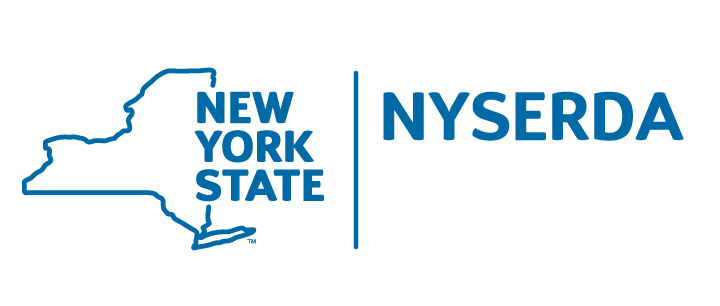 NEW
YORK
STATE
™
NYSERDA